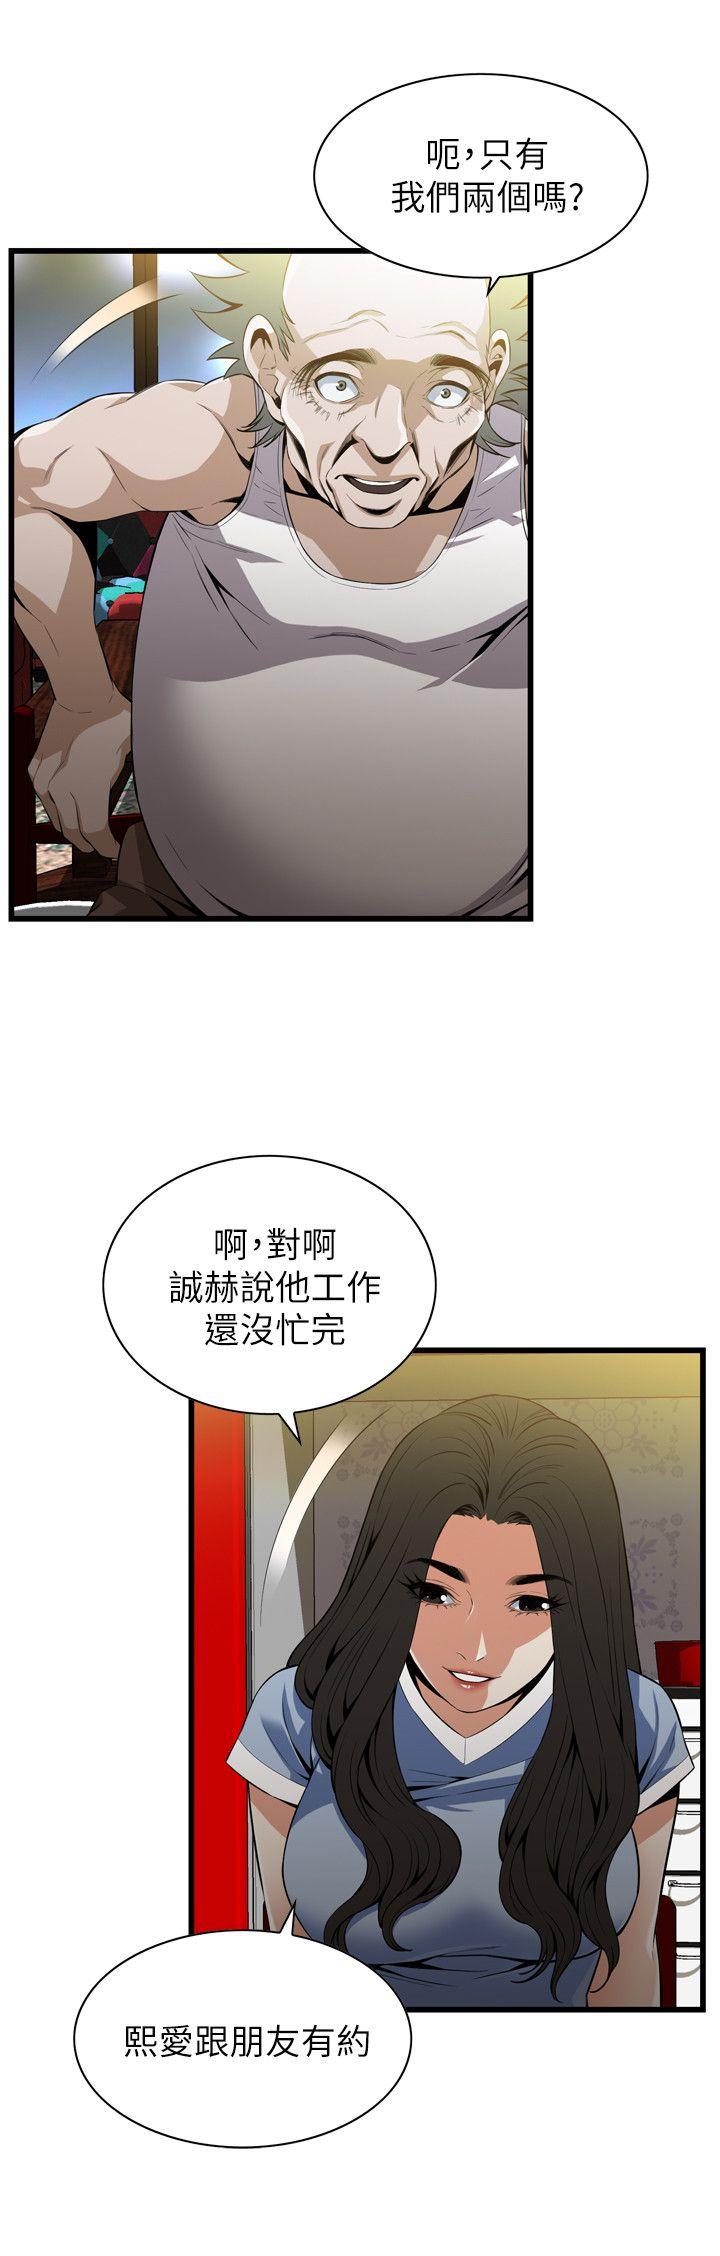 呃，只有
我們兩個嗎？
啊，對啊
誠赫說他工作
還沒忙完
熙愛跟朋友有約